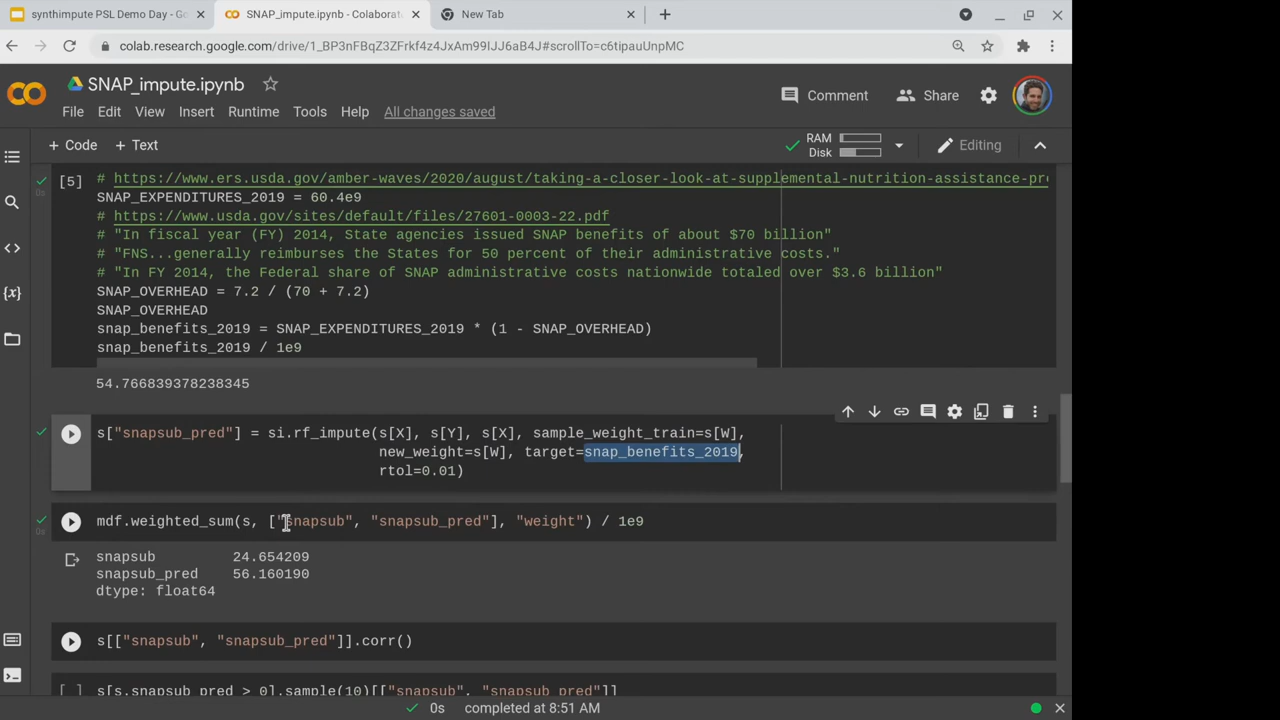 synthimpute PSL Demo Day - Go
SNAP_impute.ipynb - Colaborat
New Tab
colab.research.google.com/drive/1_BP3nFBqZ3ZFrkf4z4JxAm99IJJ6aB4J#scrollTo=c6tipauUnpMC
SNAP_impute.ipynb
Comment
Share
File Edit View Insert Runtime Tools Help All changes saved
+ Code + Text
RAM
Disk
Editing
[5]
0s
# https://www.ers.usda.gov/amber-waves/2020/august/taking-a-closer-look-at-supplemental-nutrition-assistance-pr
SNAP_EXPENDITURES_2019 = 60.4e9
# https://www.usda.gov/sites/default/files/27601-0003-22.pdf
# "In fiscal year (FY) 2014, State agencies issued SNAP benefits of about $70 billion"
# "FNS...generally reimburses the States for 50 percent of their administrative costs."
# "In FY 2014, the Federal share of SNAP administrative costs nationwide totaled over $3.6 billion"
SNAP_OVERHEAD = 7.2 / (70 + 7.2)
SNAP_OVERHEAD
snap_benefits_2019 = SNAP_EXPENDITURES_2019 * (1 - SNAP_OVERHEAD)
snap_benefits_2019 / 1e9
54.766839378238345
s["snapsub_pred"] = si.rf_impute(s[X], s[Y], s[X], sample_weight_train=s[W],
new_weight=s[W], target=snap_benefits_2019,
rtol=0.01)
mdf.weighted_sum(s, ["snapsub", "snapsub_pred"], "weight") / 1e9
0s
snapsub 24.654209
snapsub_pred 56.160190
dtype: float64
s[["snapsub", "snapsub_pred"]].corr()
[ ] s[s.snapsub_pred > 0].sample(10)[["snapsub", "snapsub_pred"]]
0s completed at 8:51 AM